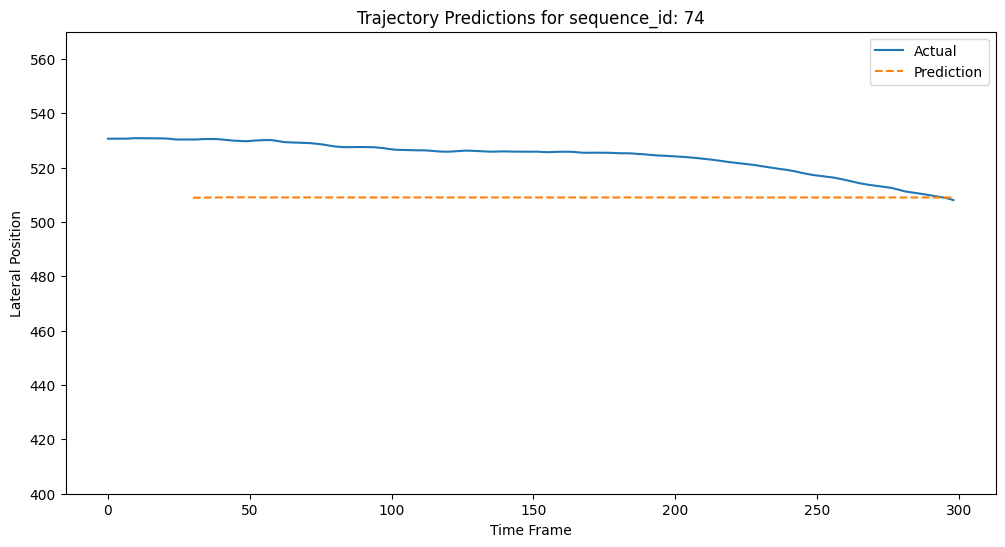 Trajectory Predictions for sequence_id: 74
Actual
Prediction
560
540
520
500
480
460
440
420
400
Lateral Position
0 50 100 150 200 250 300
Time Frame